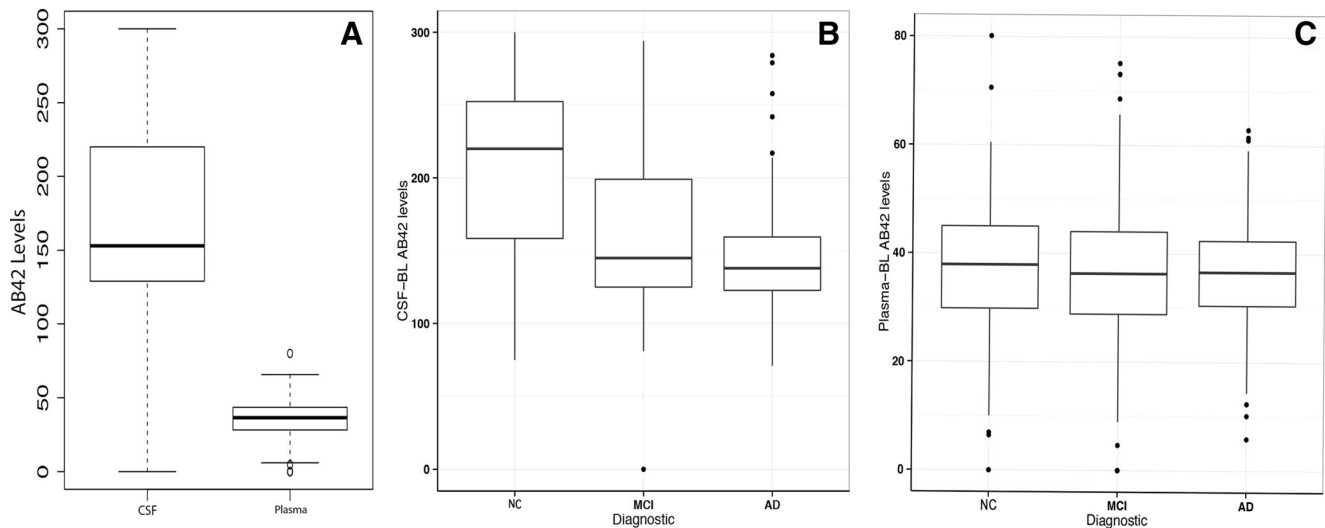 A
AB42 Levels
300
250
200
150
100
50
0
CSF
Plasma
B
CSF-BL AB42 levels
300
200
100
0
NC
MCI
AD
Diagnostic
C
Plasma-BL AB42 levels
80
60
40
20
0
NC
MCI
AD
Diagnostic